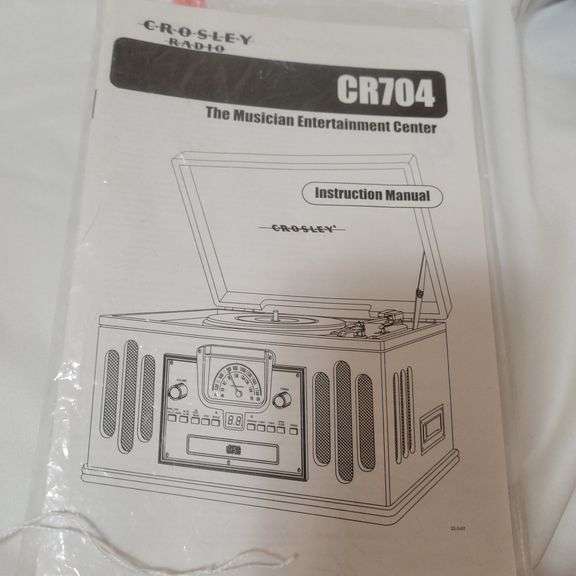 CROSLEY
RADIO
CR704
The Musician Entertainment Center
Instruction Manual
CROSLEY